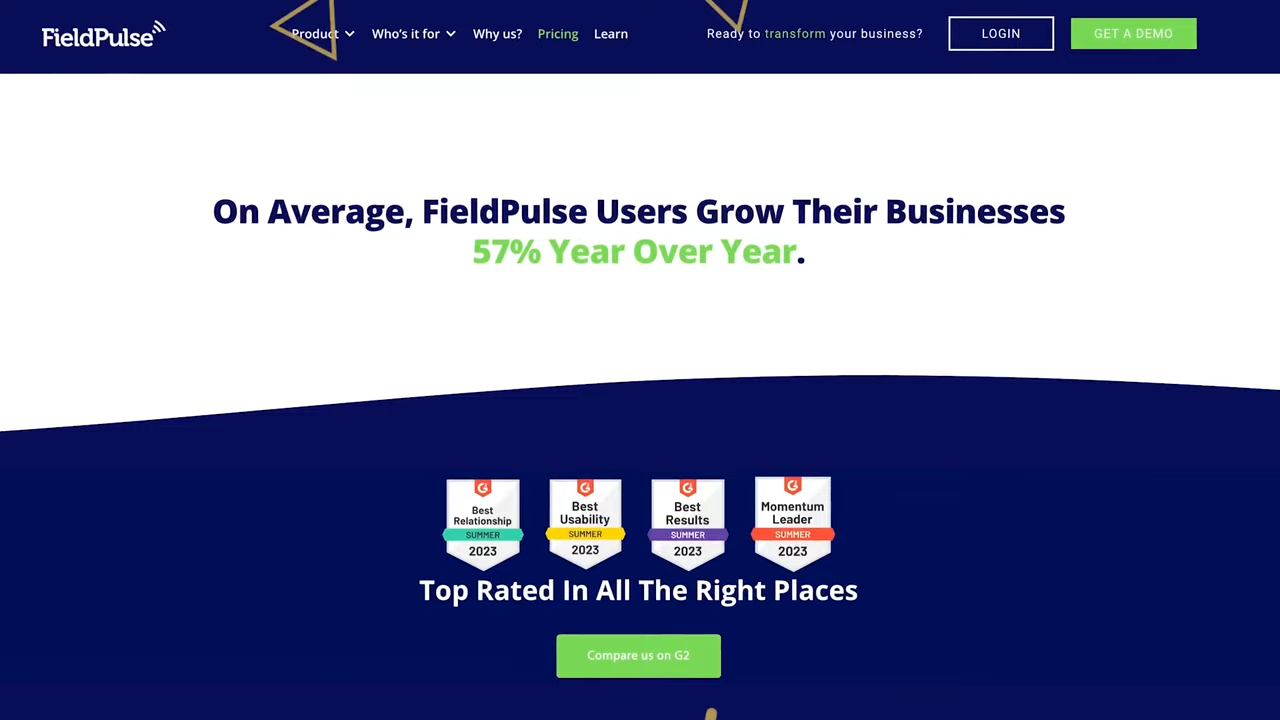 FieldPulse
Product
Who's it for
Why us?
Pricing
Learn
Ready to transform your business?
LOGIN
GET A DEMO
On Average, FieldPulse Users Grow Their Businesses
57% Year Over Year.
Best
Relationship
SUMMER
2023
Best
Usability
SUMMER
2023
Best
Results
SUMMER
2023
Momentum
Leader
SUMMER
2023
Top Rated In All The Right Places
Compare us on G2